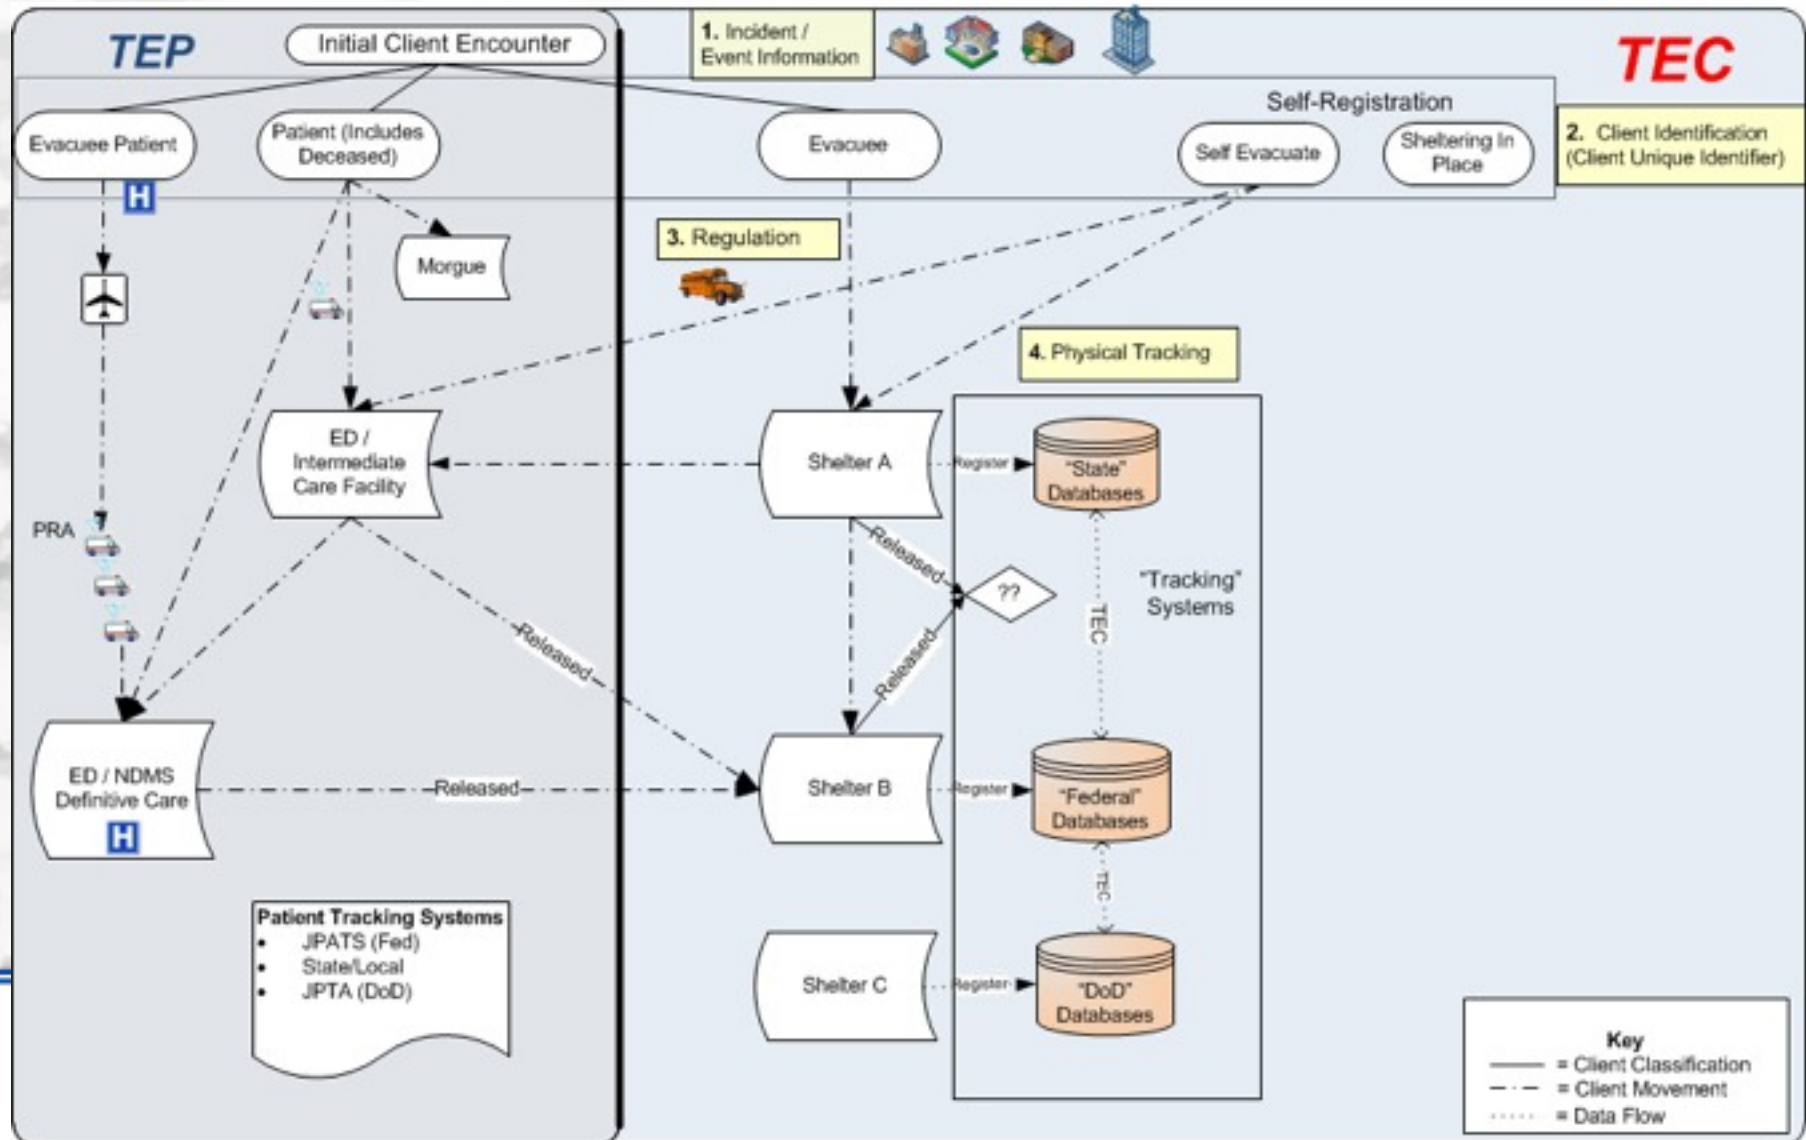 TEP
Initial Client Encounter
1. Incident /
Event Information
TEC
Self-Registration
Evacuee Patient
Patient (Includes
Deceased)
Evacuee
Self Evacuate
Sheltering In
Place
2. Client Identification
(Client Unique Identifier)
H
3. Regulation
Morgue
4. Physical Tracking
ED /
Intermediate
Care Facility
Shelter A
Register
"State"
Databases
PRA
Released
??
"Tracking"
Systems
TEC
Released
Released
ED / NDMS
Definitive Care
H
Released
Shelter B
Register
"Federal"
Databases
TEC
Patient Tracking Systems
• JPATS (Fed)
• State/Local
• JPTA (DoD)
Shelter C
Register
"DoD"
Databases
Key
= Client Classification
= Client Movement
= Data Flow